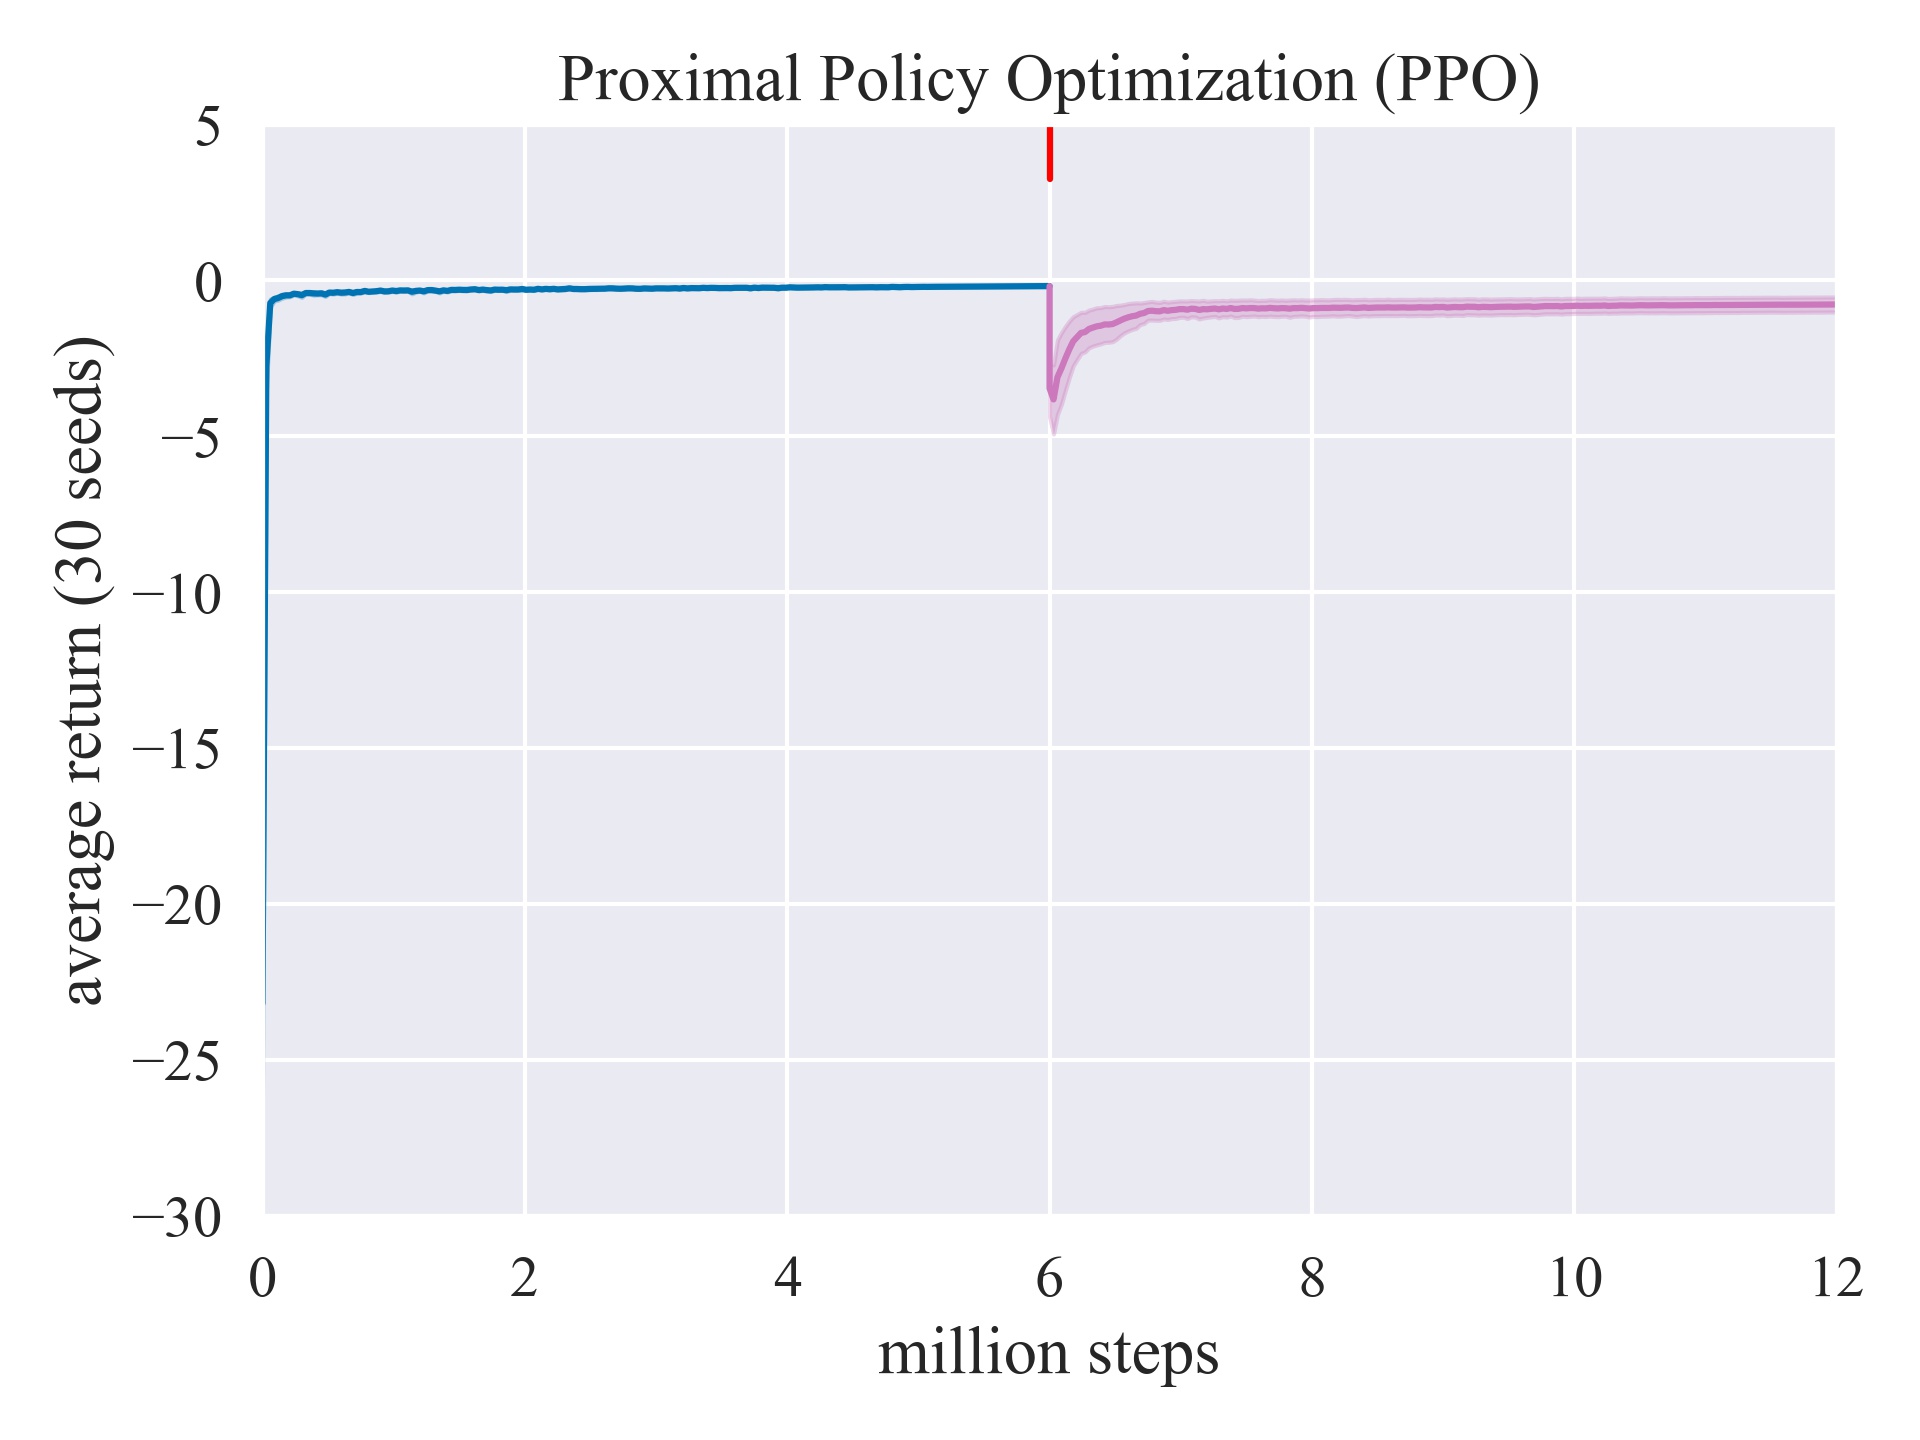 Proximal Policy Optimization (PPO)
5
0
−5
−10
−15
−20
−25
−30
average return (30 seeds)
0 2 4 6 8 10 12
million steps